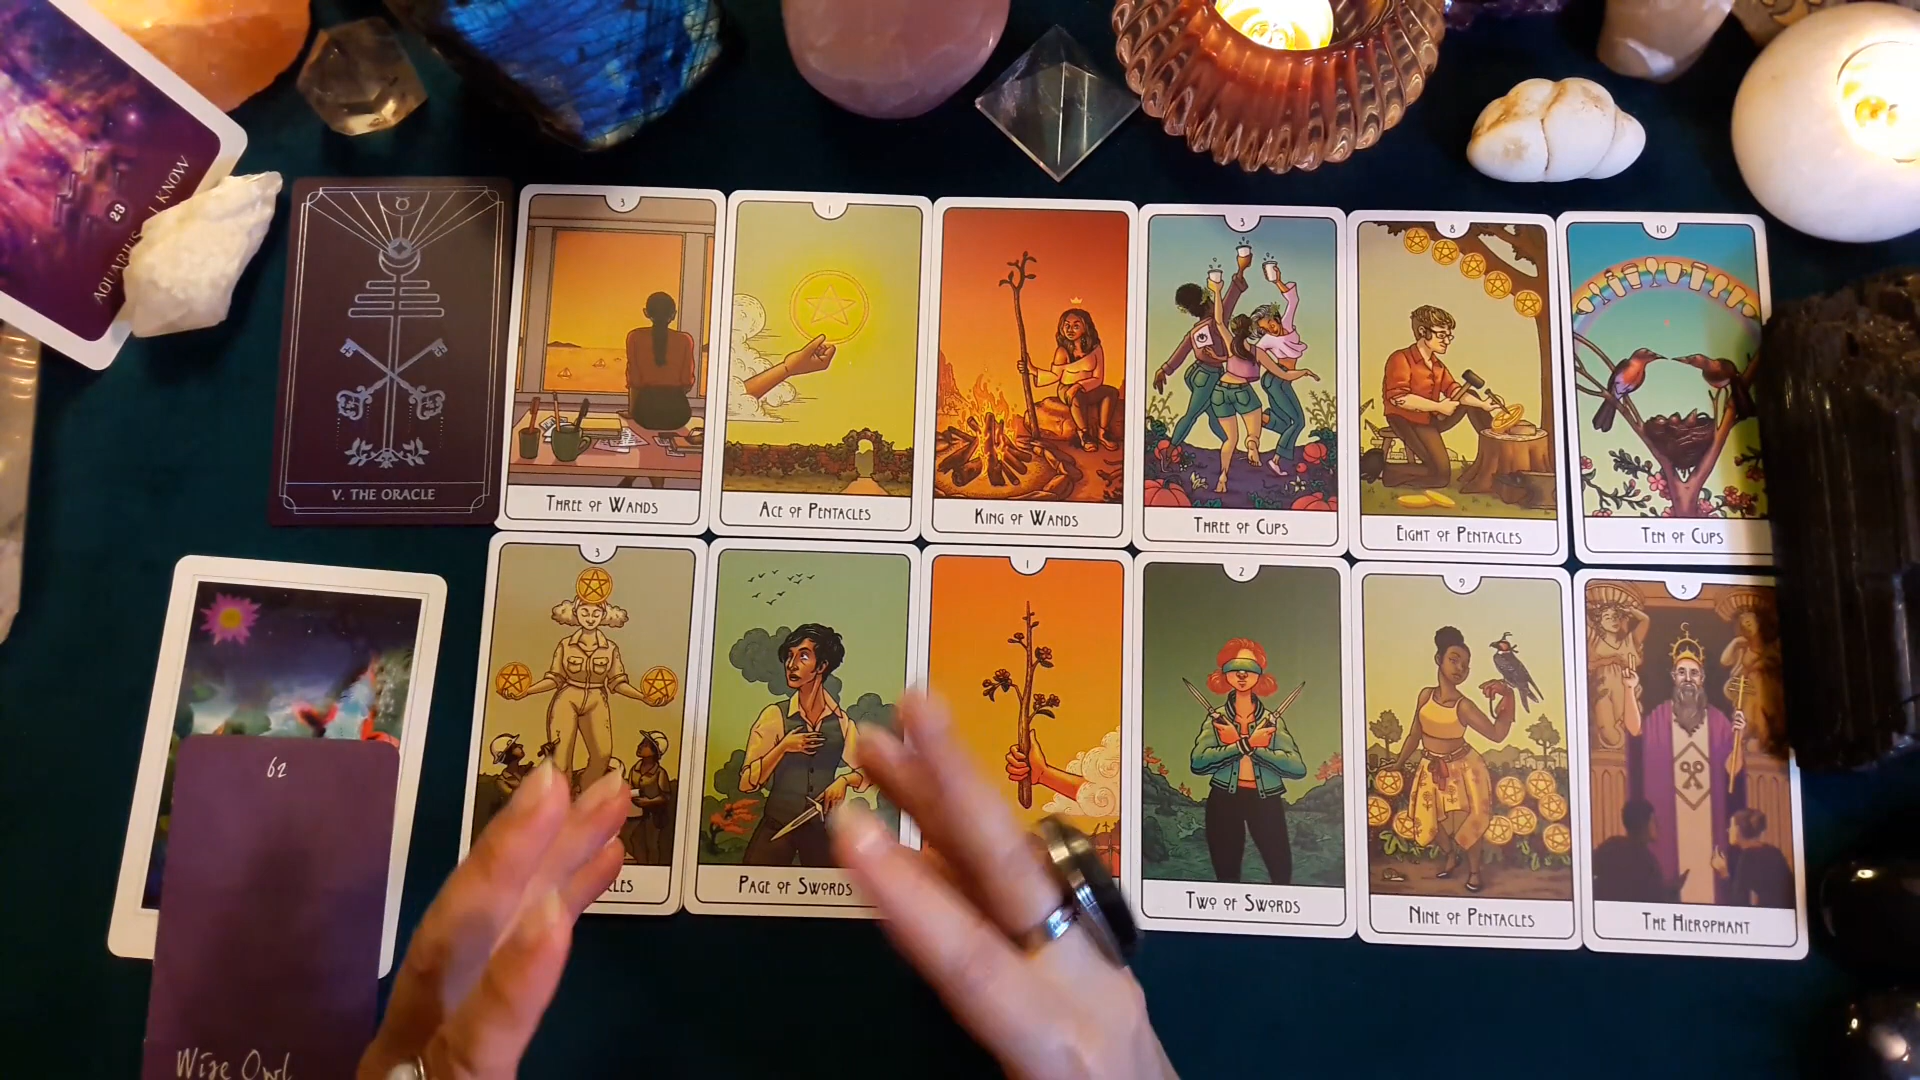 23
AQUARIUS I KNOW
V. THE ORACLE
3
THREE OF WANDS
1
ACE OF PENTACLES
KING OF WANDS
3
THREE OF CUPS
8
EIGHT OF PENTACLES
10
TEN OF CUPS
62
Wise Owl
3
CLES
PAGE OF SWORDS
1
2
TWO OF SWORDS
9
NINE OF PENTACLES
5
THE HIEROPHANT